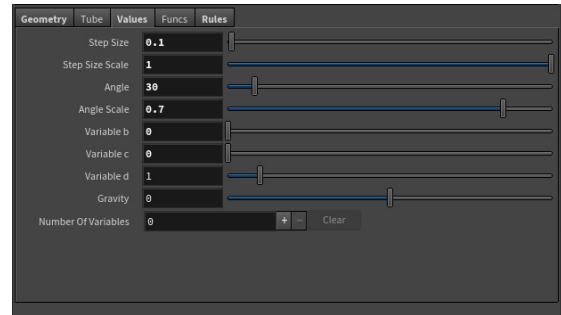 Geometry Tube Values Funcs Rules
Step Size 0.1
Step Size Scale 1
Angle 30
Angle Scale 0.7
Variable b 0
Variable c 0
Variable d 1
Gravity 0
Number Of Variables 0 + − Clear